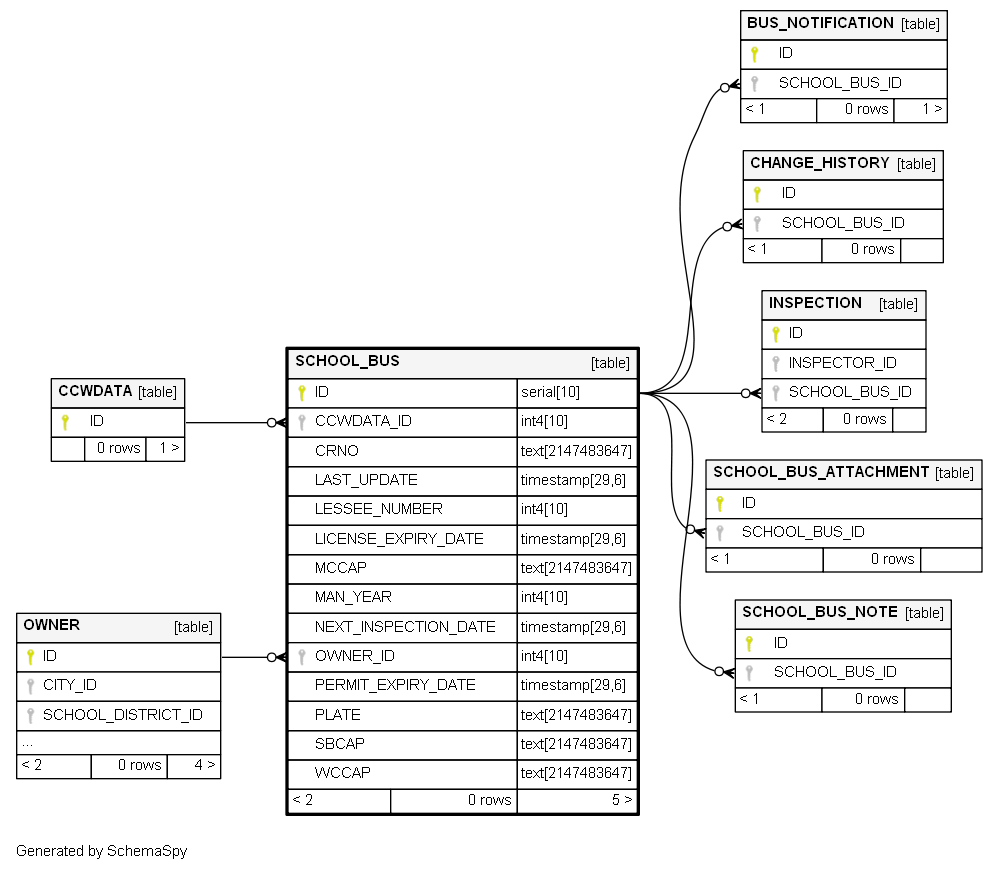 BUS_NOTIFICATION [table]
ID
SCHOOL_BUS_ID
< 1 0 rows 1 >
CHANGE_HISTORY [table]
ID
SCHOOL_BUS_ID
< 1 0 rows
INSPECTION [table]
ID
INSPECTOR_ID
SCHOOL_BUS_ID
< 2 0 rows
SCHOOL_BUS [table]
ID serial[10]
CCWDATA_ID int4[10]
CRNO text[2147483647]
LAST_UPDATE timestamp[29,6]
LESSEE_NUMBER int4[10]
LICENSE_EXPIRY_DATE timestamp[29,6]
MCCAP text[2147483647]
MAN_YEAR int4[10]
NEXT_INSPECTION_DATE timestamp[29,6]
OWNER_ID int4[10]
PERMIT_EXPIRY_DATE timestamp[29,6]
PLATE text[2147483647]
SBCAP text[2147483647]
WCCAP text[2147483647]
< 2 0 rows 5 >
CCWDATA [table]
ID
0 rows 1 >
SCHOOL_BUS_ATTACHMENT [table]
ID
SCHOOL_BUS_ID
< 1 0 rows
SCHOOL_BUS_NOTE [table]
ID
SCHOOL_BUS_ID
< 1 0 rows
OWNER [table]
ID
CITY_ID
SCHOOL_DISTRICT_ID
...
< 2 0 rows 4 >
Generated by SchemaSpy